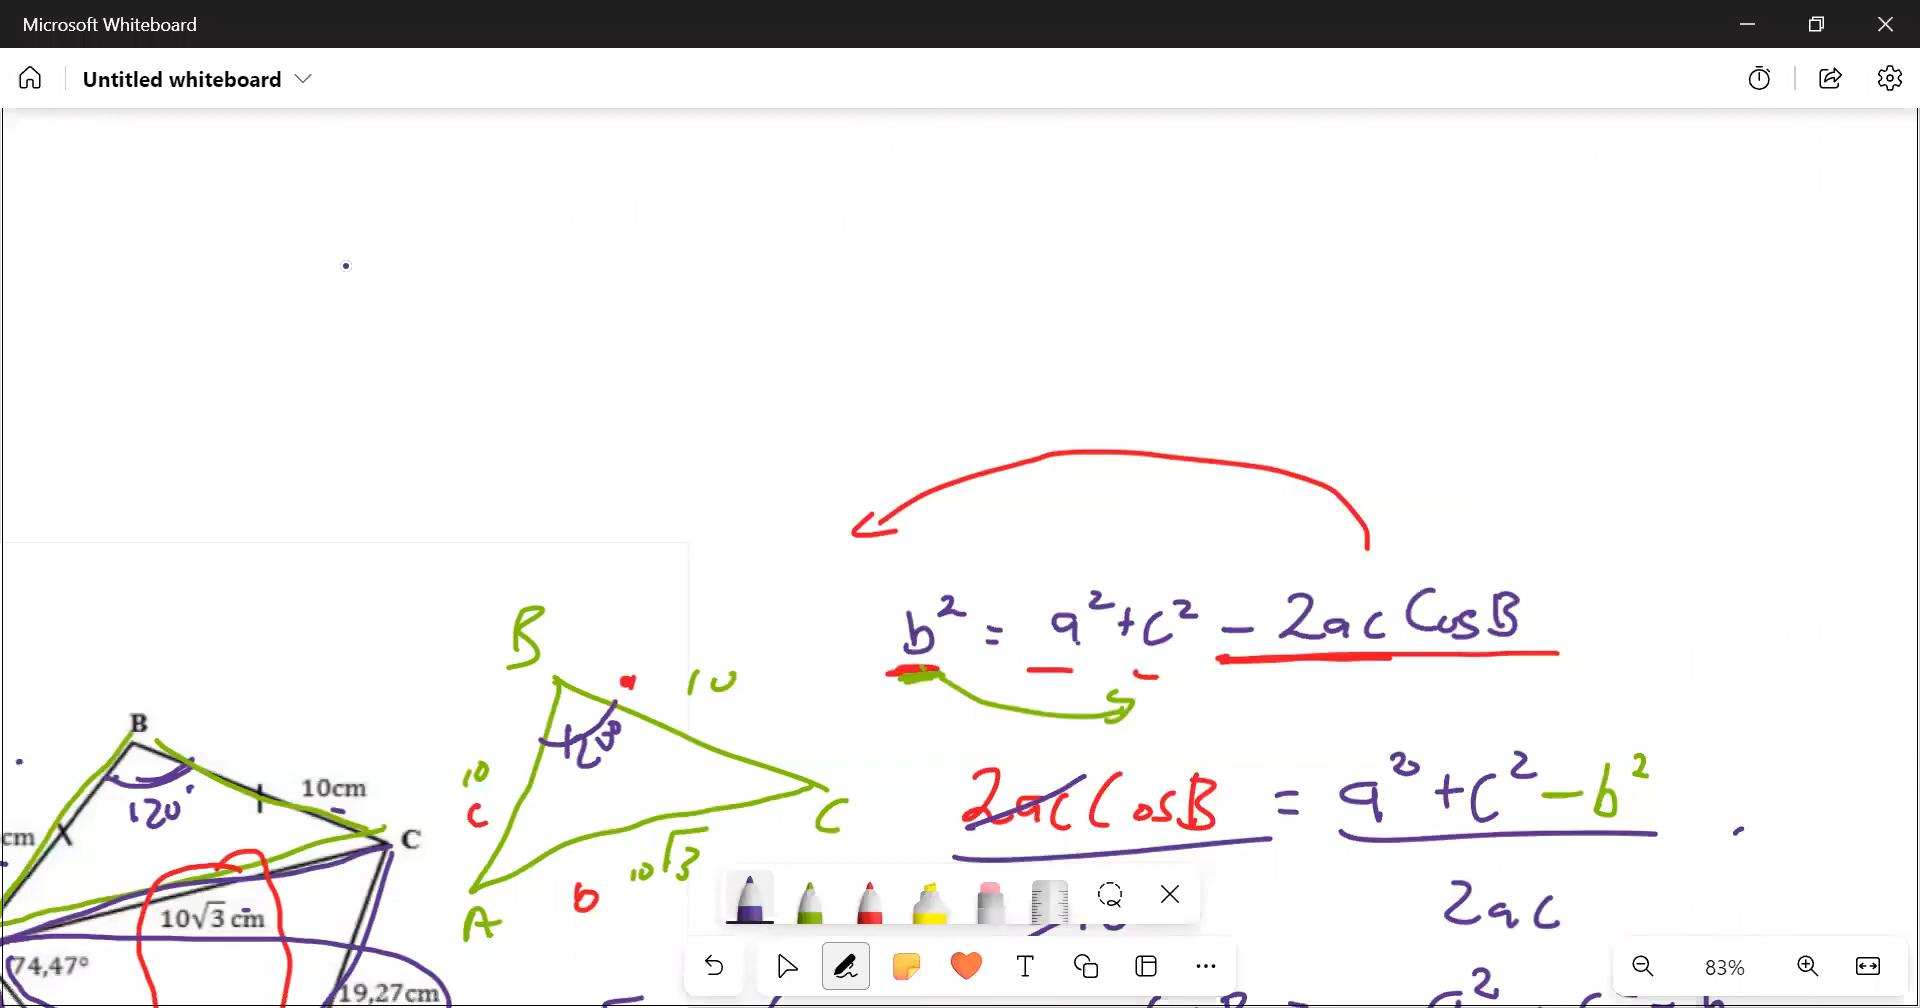 Microsoft Whiteboard
Untitled whiteboard
b² = a² + c² - 2ac CosB
B
a
10
120°
10
c
C
10√3
b
A
2ac CosB = a² + c² - b²
2ac
B
120°
10cm
C
cm
10√3 cm
74,47°
19,27cm
83%